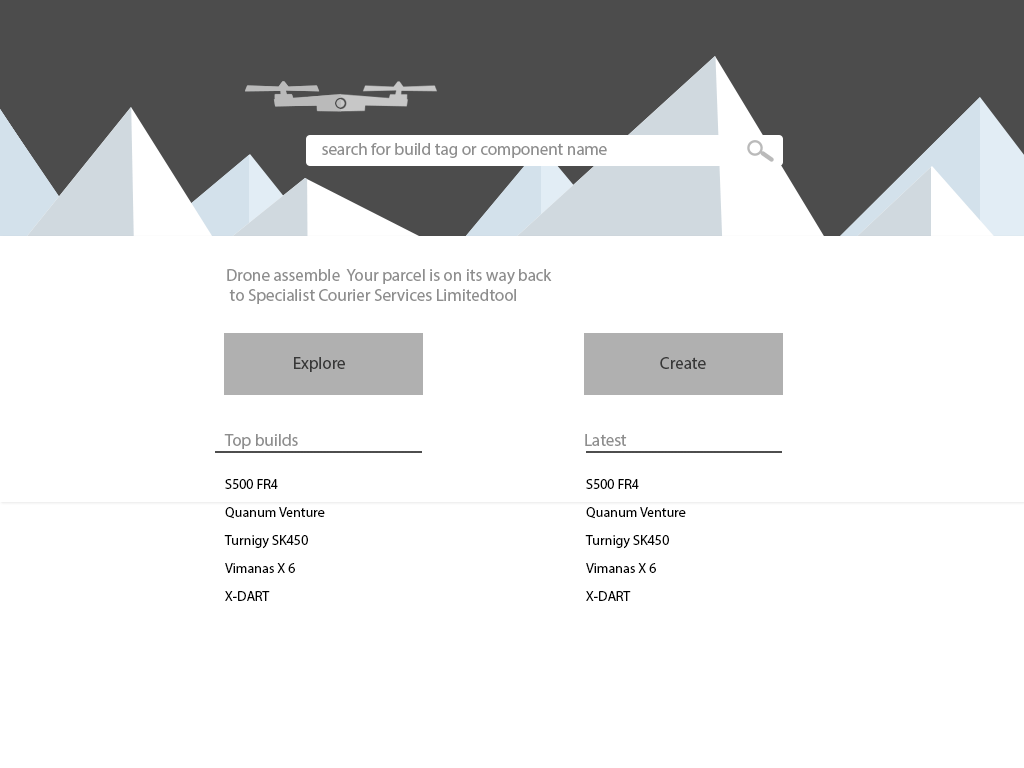 search for build tag or component name
Drone assemble  Your parcel is on its way back
to Specialist Courier Services Limitedtool
Explore
Create
Top builds
S500 FR4
Quanum Venture
Turnigy SK450
Vimanas X 6
X-DART
Latest
S500 FR4
Quanum Venture
Turnigy SK450
Vimanas X 6
X-DART